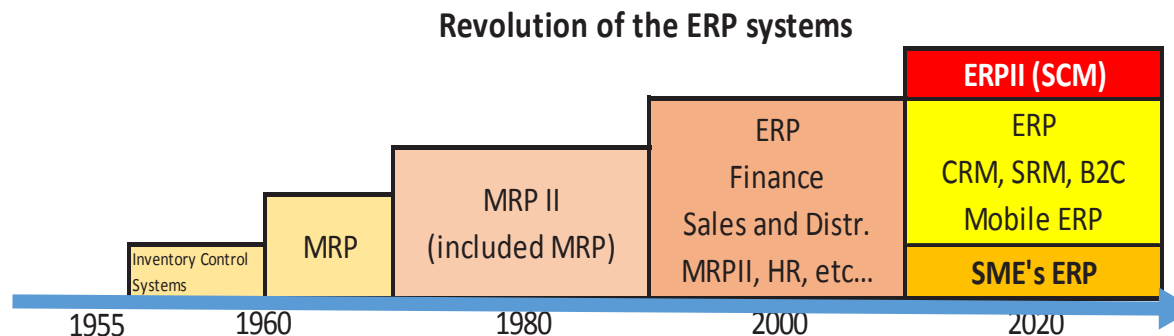 Revolution of the ERP systems
Inventory Control
Systems
MRP
MRP II
(included MRP)
ERP
Finance
Sales and Distr.
MRPII, HR, etc...
ERPII (SCM)
ERP
CRM, SRM, B2C
Mobile ERP
SME's ERP
1955
1960
1980
2000
2020